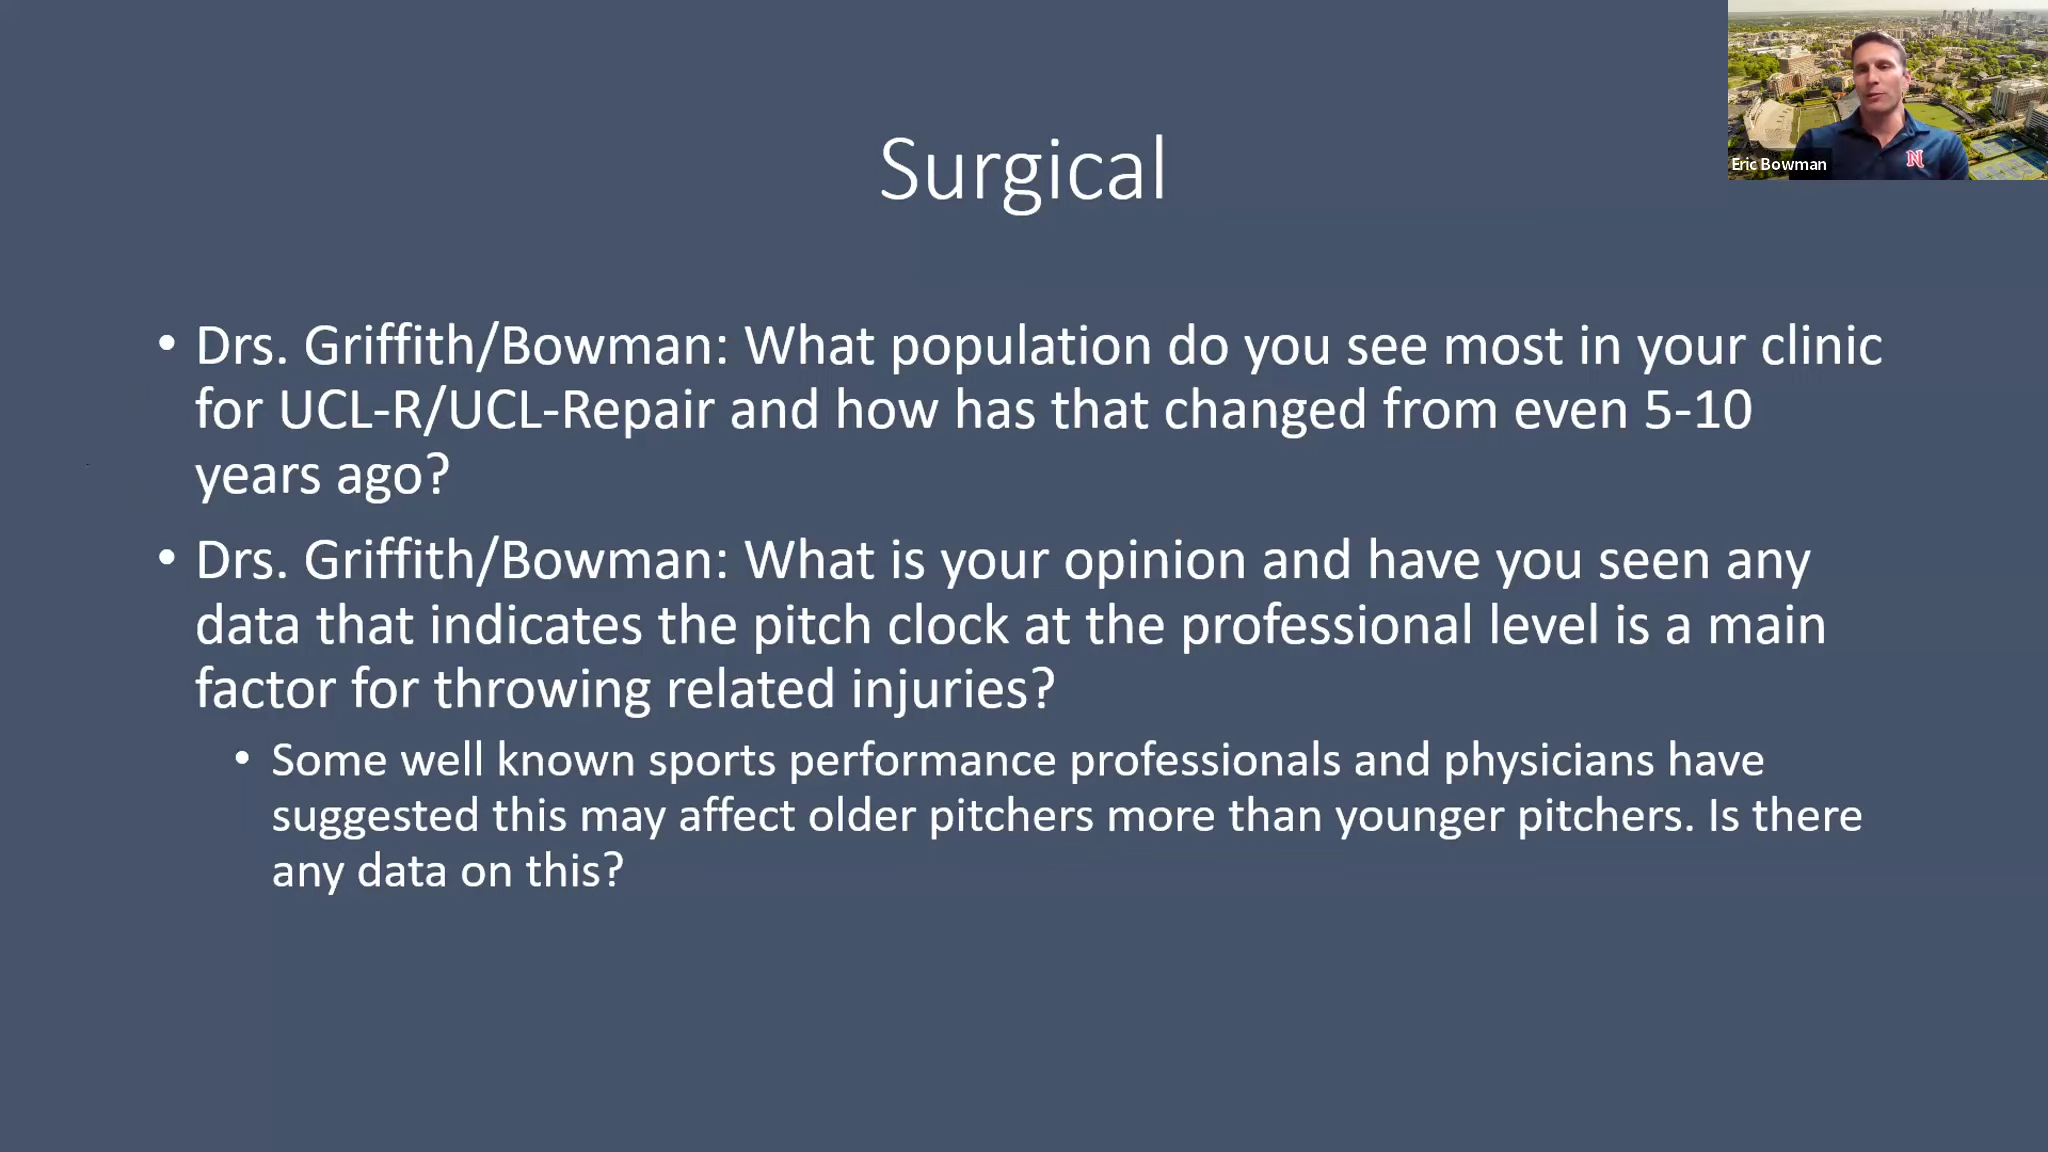 Surgical
Eric Bowman
N
• Drs. Griffith/Bowman: What population do you see most in your clinic
for UCL-R/UCL-Repair and how has that changed from even 5-10
years ago?
• Drs. Griffith/Bowman: What is your opinion and have you seen any
data that indicates the pitch clock at the professional level is a main
factor for throwing related injuries?
• Some well known sports performance professionals and physicians have
suggested this may affect older pitchers more than younger pitchers. Is there
any data on this?